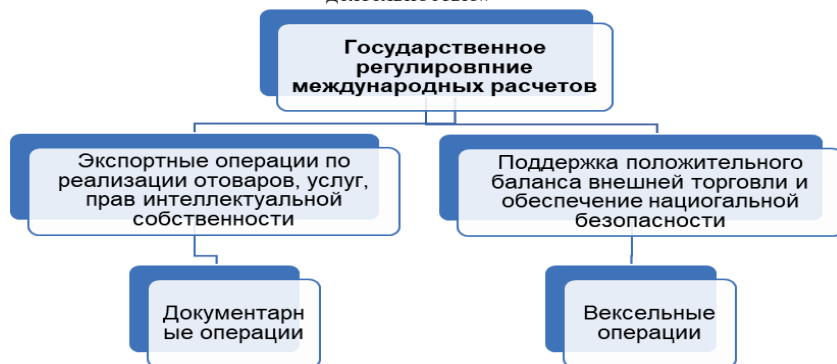 Государственное
регулировпние
международных расчетов
Экспортные операции по
реализации отоваров, услуг,
прав интеллектуальной
собственности
Поддержка положительного
баланса внешней торговли и
обеспечение нациогальной
безопасности
Документарн
ые операции
Вексельные
операции